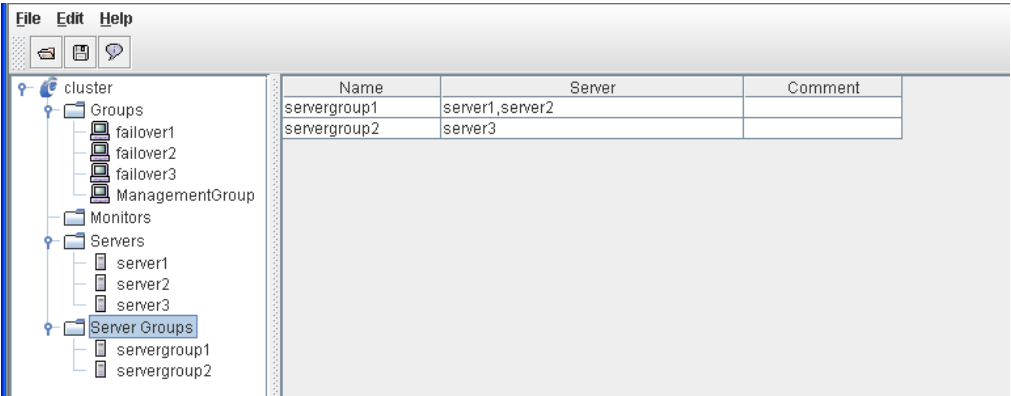 File Edit Help
cluster
Groups
failover1
failover2
failover3
ManagementGroup
Monitors
Servers
server1
server2
server3
Server Groups
servergroup1
servergroup2
Name Server Comment
servergroup1 server1,server2
servergroup2 server3